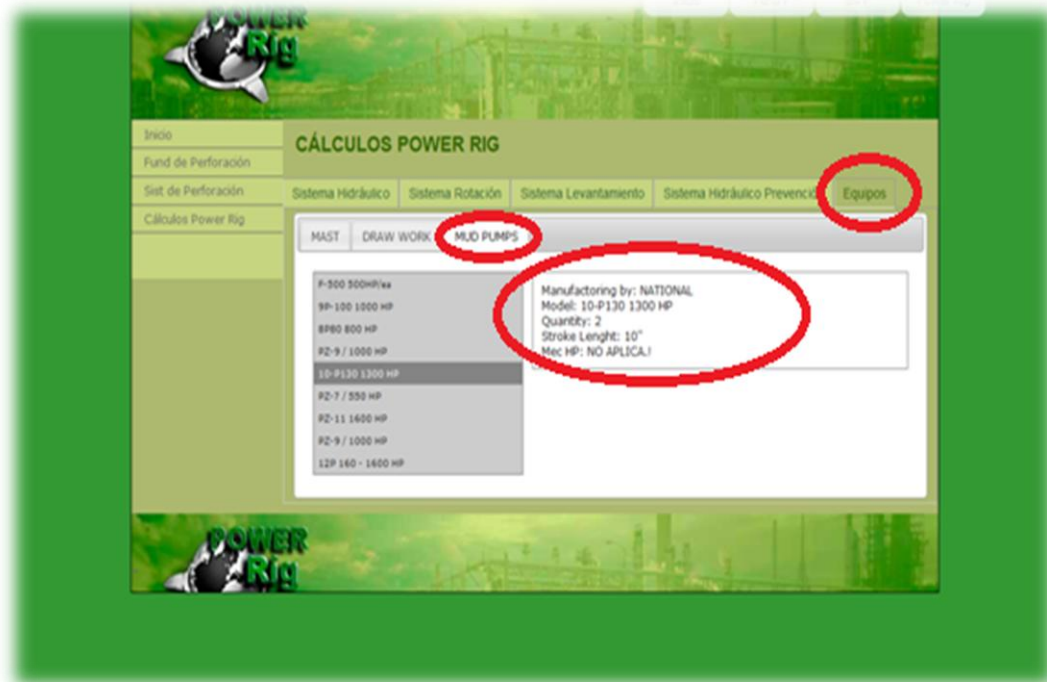 POWER
Rig
Inicio
Fund de Perforación
Sist de Perforación
Cálculos Power Rig
CÁLCULOS POWER RIG
Sistema Hidráulico
Sistema Rotación
Sistema Levantamiento
Sistema Hidráulico Prevención
Equipos
MAST
DRAW WORK
MUD PUMPS
F-500 500HP/ea
9P-100 1000 HP
8P80 800 HP
PZ-9 / 1000 HP
10-P130 1300 HP
PZ-7 / 550 HP
PZ-11 1600 HP
PZ-9 / 1000 HP
12P 160 - 1600 HP
Manufactoring by: NATIONAL
Model: 10-P130 1300 HP
Quantity: 2
Stroke Lenght: 10"
Mec HP: NO APLICA.!
POWER
Rig